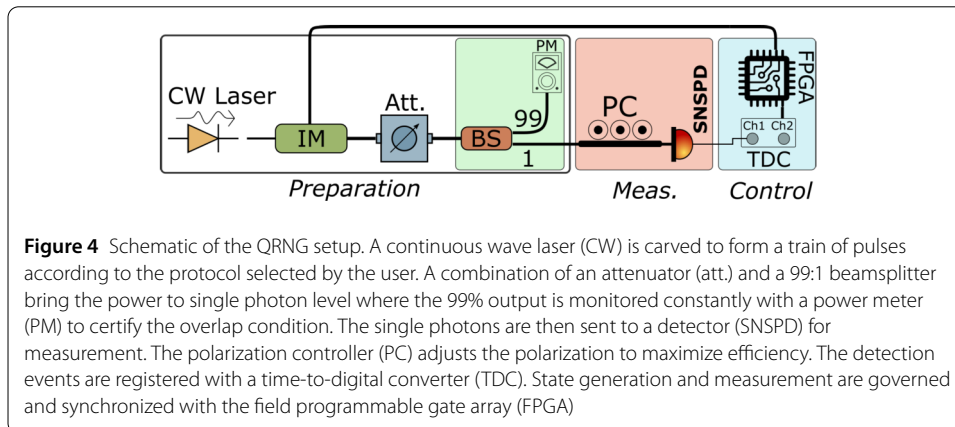 PM
CW Laser
Att.
99
PC
SNSPD
FPGA
IM
BS
1
Ch1 Ch2
TDC
Preparation
Meas.
Control
Figure 4 Schematic of the QRNG setup. A continuous wave laser (CW) is carved to form a train of pulses
according to the protocol selected by the user. A combination of an attenuator (att.) and a 99:1 beamsplitter
bring the power to single photon level where the 99% output is monitored constantly with a power meter
(PM) to certify the overlap condition. The single photons are then sent to a detector (SNSPD) for
measurement. The polarization controller (PC) adjusts the polarization to maximize efficiency. The detection
events are registered with a time-to-digital converter (TDC). State generation and measurement are governed
and synchronized with the field programmable gate array (FPGA)